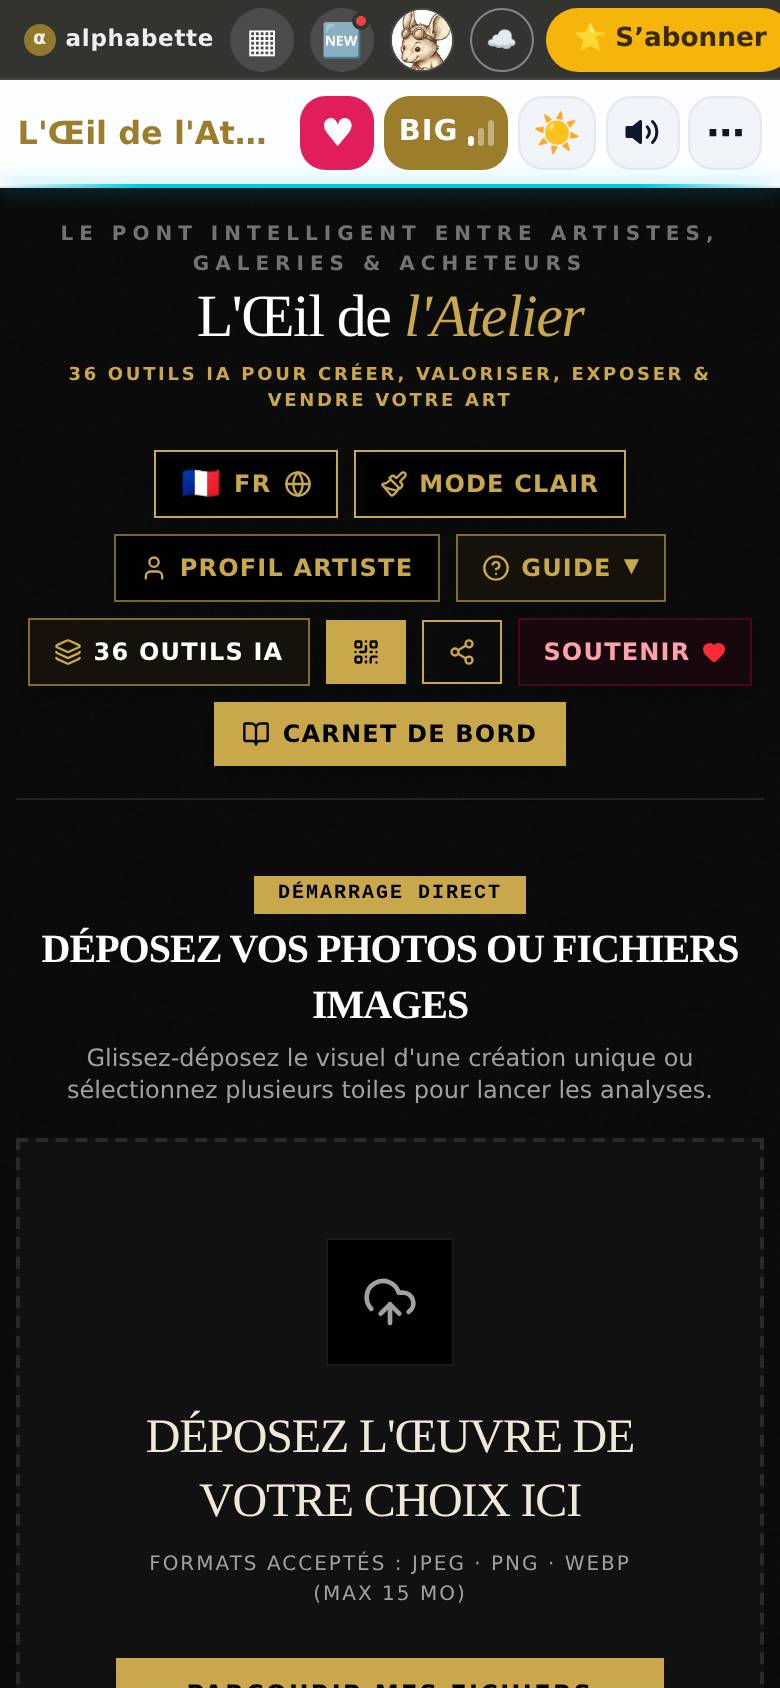 α alphabette NEW S'abonner
L'Œil de l'At... BIG
LE PONT INTELLIGENT ENTRE ARTISTES,
GALERIES & ACHETEURS
L'Œil de l'Atelier
36 OUTILS IA POUR CRÉER, VALORISER, EXPOSER &
VENDRE VOTRE ART
FR MODE CLAIR
PROFIL ARTISTE GUIDE ▼
36 OUTILS IA SOUTENIR
CARNET DE BORD
DÉMARRAGE DIRECT
DÉPOSEZ VOS PHOTOS OU FICHIERS
IMAGES
Glissez-déposez le visuel d'une création unique ou
sélectionnez plusieurs toiles pour lancer les analyses.
DÉPOSEZ L'ŒUVRE DE
VOTRE CHOIX ICI
FORMATS ACCEPTÉS : JPEG · PNG · WEBP
(MAX 15 MO)
PARCOURIR MES FICHIERS